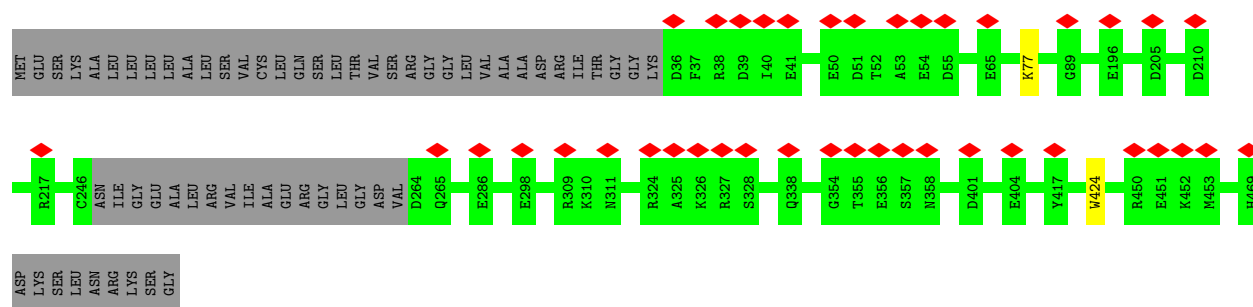 MET GLU SER LYS ALA LEU LEU LEU LEU ALA LEU SER VAL CYS LEU GLN SER LEU THR VAL SER ARG GLY GLY LEU VAL ALA ALA ASP ARG ILE THR GLY GLY LYS D36 F37 R38 D39 I40 E41 E50 D51 T52 A53 E54 D55 E65 K77 G89 E196 D205 D210
R217 C246 ASN ILE GLY GLU ALA LEU ARG VAL ILE ALA GLU ARG GLY LEU GLY ASP VAL D264 Q265 E286 E298 R309 K310 N311 R324 A325 K326 R327 S328 Q338 G354 T355 E356 S357 N358 D401 E404 Y417 W424 R450 E451 K452 M453 H469
ASP LYS SER LEU ASN ARG LYS SER GLY